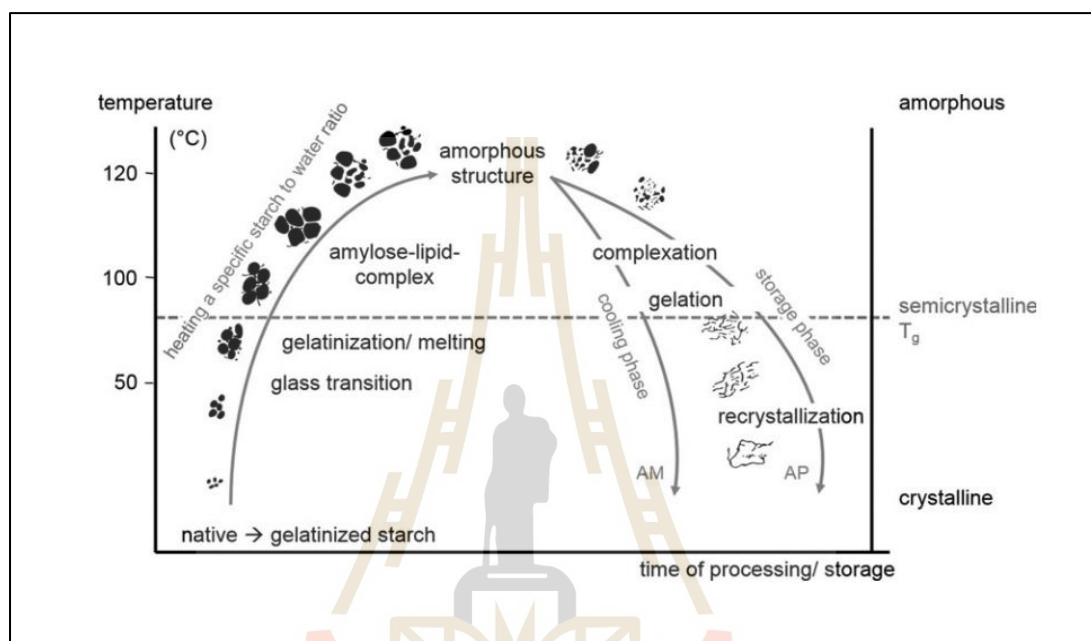 temperature
(°C)
amorphous
120
100
50
heating a specific starch to water ratio
amorphous
structure
amylose-lipid-
complex
gelatinization/ melting
glass transition
native → gelatinized starch
complexation
gelation
cooling phase
storage phase
recrystallization
AM
AP
semicrystalline
Tg
crystalline
time of processing/ storage